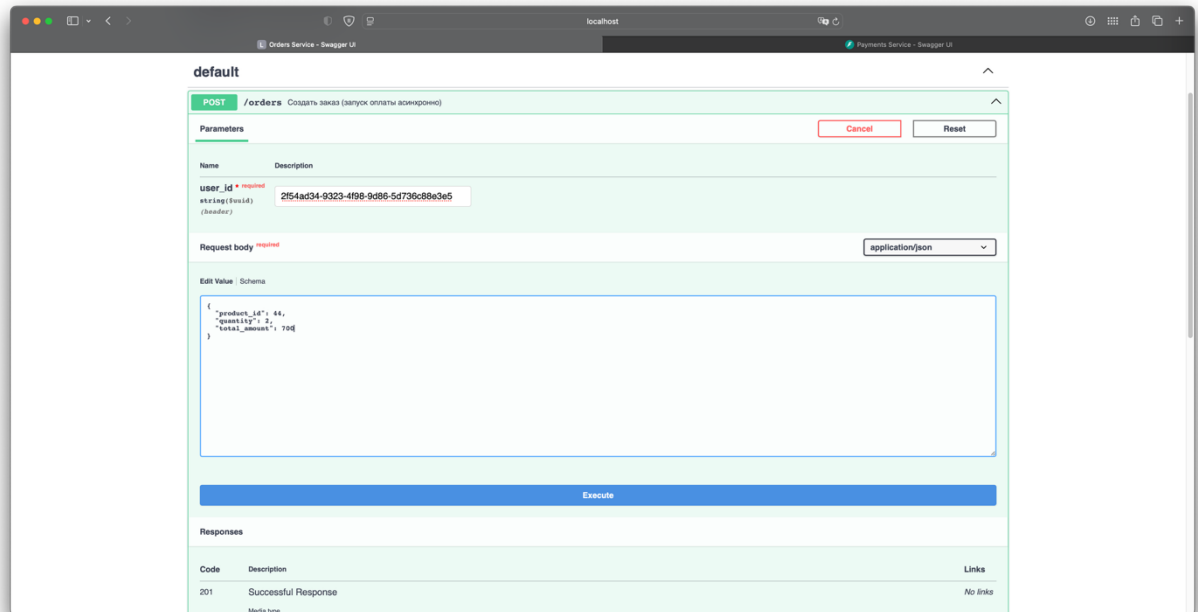 localhost
Orders Service - Swagger UI
Payments Service - Swagger UI
default
POST /orders Создать заказ (запуск оплаты асинхронно)
Parameters
Cancel
Reset
Name Description
user_id * required
string($uuid)
(header)
2f54ad34-9323-4f98-9d86-5d736c88e3e5
Request body required
application/json
Edit Value | Schema
{
"product_id": 44,
"quantity": 2,
"total_amount": 700
}
Execute
Responses
Code Description Links
201 Successful Response No links
Media type